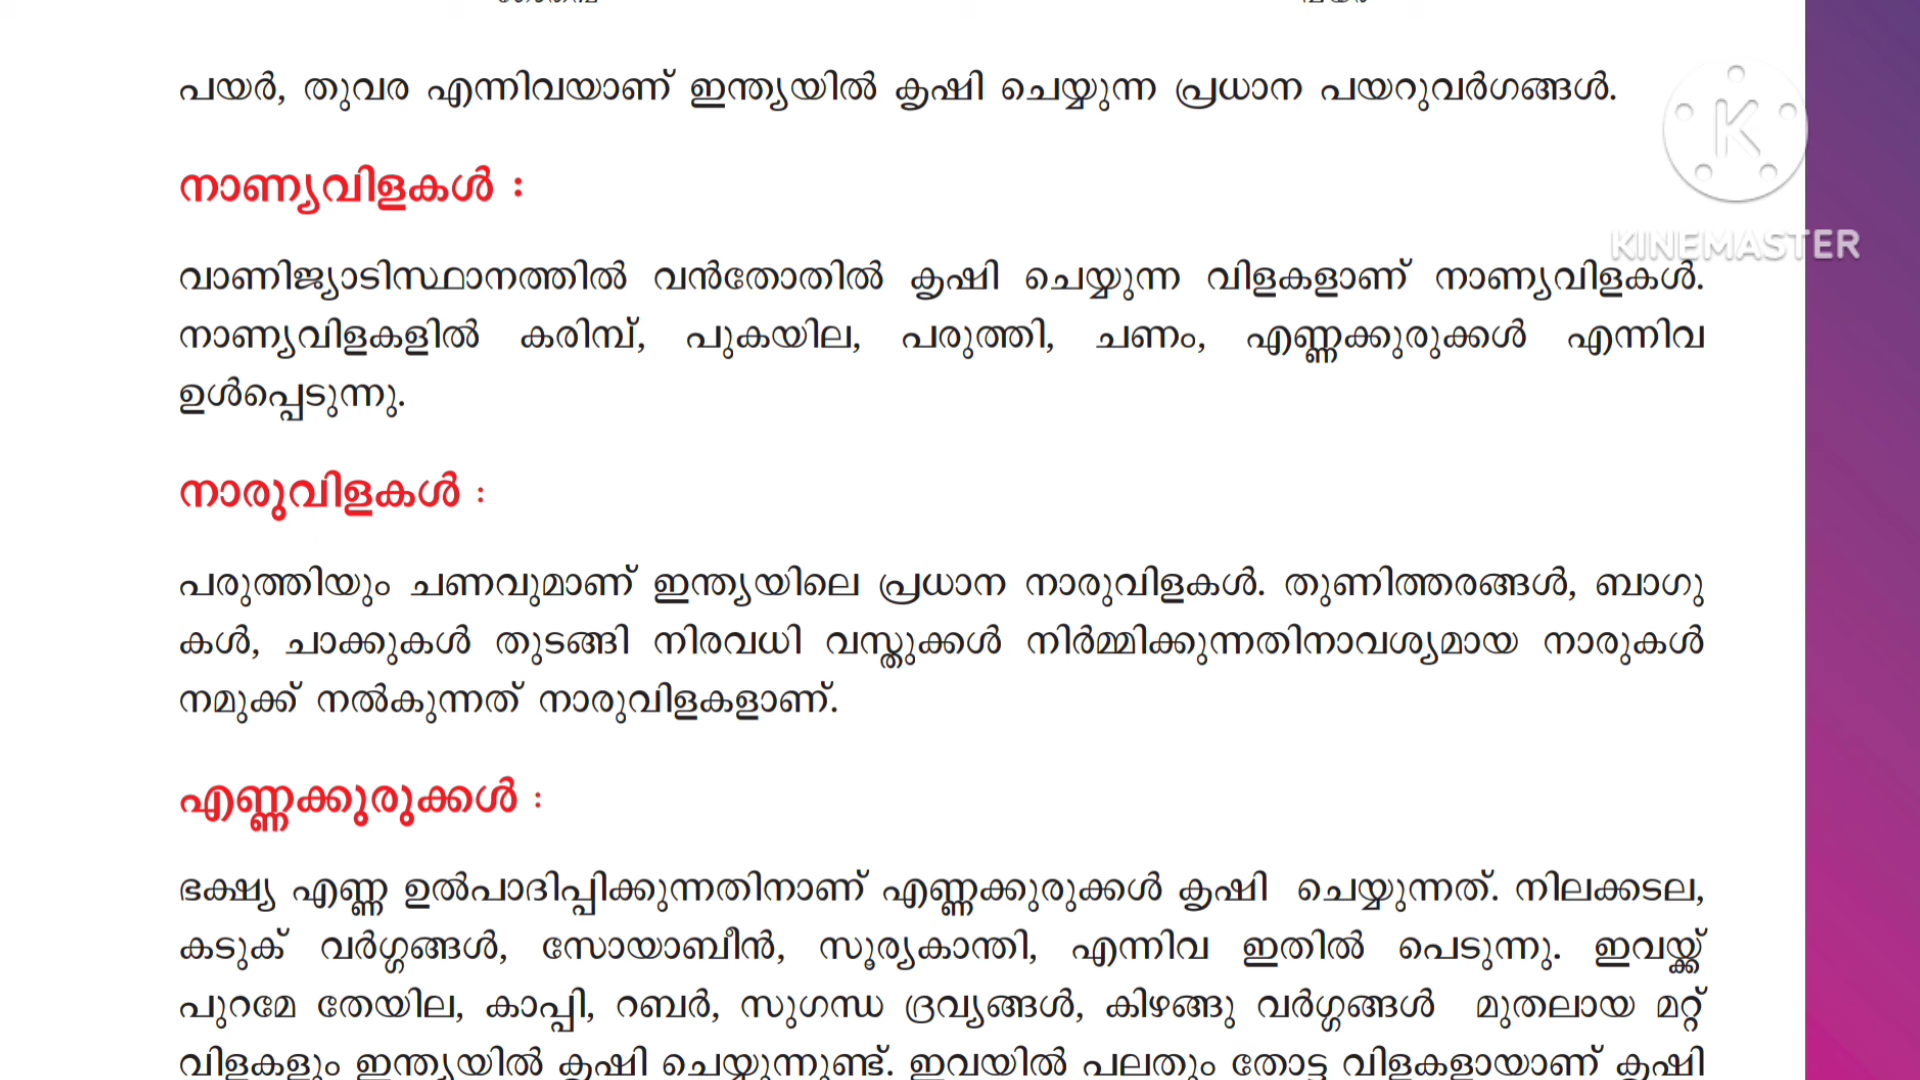 പയർ, തുവര എന്നിവയാണ് ഇന്ത്യയിൽ കൃഷി ചെയ്യുന്ന പ്രധാന പയറുവർഗങ്ങൾ.
നാണ്യവിളകൾ :
KINEMASTER
വാണിജ്യാടിസ്ഥാനത്തിൽ വൻതോതിൽ കൃഷി ചെയ്യുന്ന വിളകളാണ് നാണ്യവിളകൾ.
നാണ്യവിളകളിൽ കരിമ്പ്, പുകയില, പരുത്തി, ചണം, എണ്ണക്കുരുക്കൾ എന്നിവ
ഉൾപ്പെടുന്നു.
നാരുവിളകൾ :
പരുത്തിയും ചണവുമാണ് ഇന്ത്യയിലെ പ്രധാന നാരുവിളകൾ. തുണിത്തരങ്ങൾ, ബാഗു
കൾ, ചാക്കുകൾ തുടങ്ങി നിരവധി വസ്തുക്കൾ നിർമ്മിക്കുന്നതിനാവശ്യമായ നാരുകൾ
നമുക്ക് നൽകുന്നത് നാരുവിളകളാണ്.
എണ്ണക്കുരുക്കൾ :
ഭക്ഷ്യ എണ്ണ ഉൽപാദിപ്പിക്കുന്നതിനാണ് എണ്ണക്കുരുക്കൾ കൃഷി ചെയ്യുന്നത്. നിലക്കടല,
കടുക് വർഗ്ഗങ്ങൾ, സോയാബീൻ, സൂര്യകാന്തി, എന്നിവ ഇതിൽ പെടുന്നു. ഇവയ്ക്ക്
പുറമേ തേയില, കാപ്പി, റബർ, സുഗന്ധ ദ്രവ്യങ്ങൾ, കിഴങ്ങു വർഗ്ഗങ്ങൾ മുതലായ മറ്റ്
വിളകളും ഇന്ത്യയിൽ കൃഷി ചെയ്യുന്നുണ്ട്. ഇവയിൽ പലതും തോട്ട വിളകളായാണ് കൃഷി